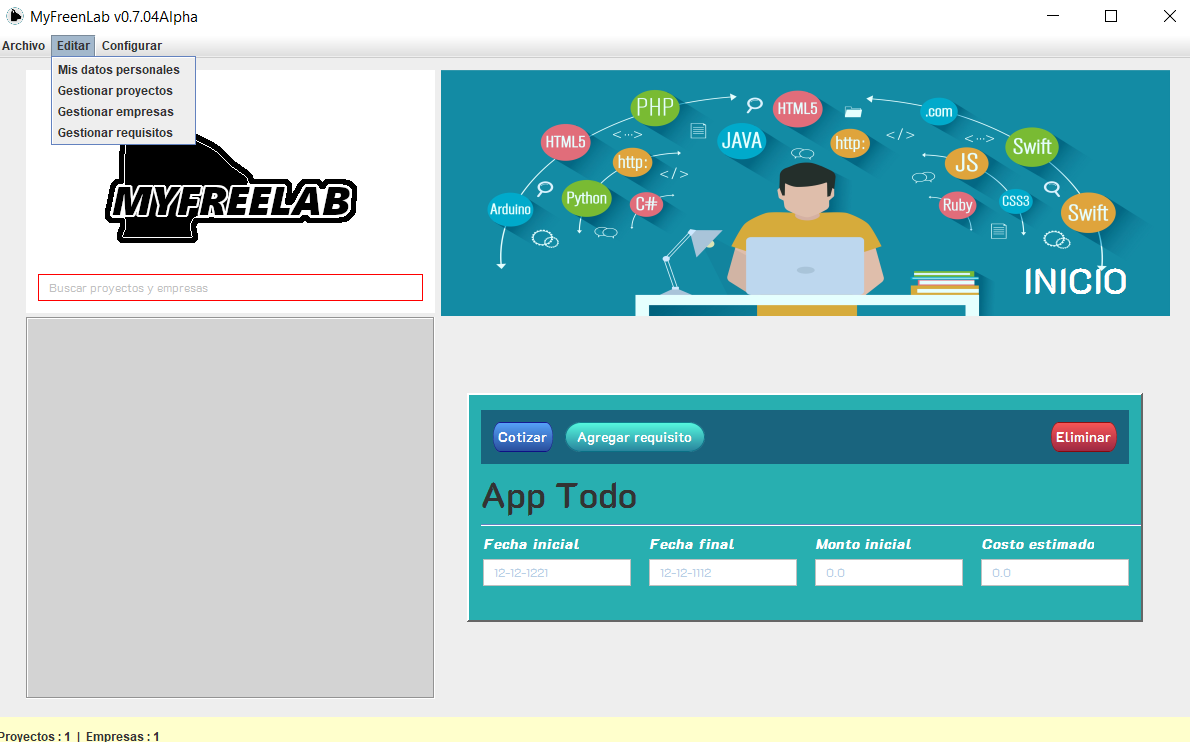 MyFreenLab v0.7.04Alpha
Archivo Editar Configurar
Mis datos personales
Gestionar proyectos
Gestionar empresas
Gestionar requisitos
MYFREELAB
Buscar proyectos y empresas
PHP
HTML5
.com
HTML5
<···>
JAVA
http:
</>
<···>
Swift
http:
</>
JS
Arduino
Python
C#
Ruby
CSS3
Swift
INICIO
Cotizar Agregar requisito Eliminar
App Todo
Fecha inicial Fecha final Monto inicial Costo estimado
12-12-1221 12-12-1112 0.0 0.0
Proyectos : 1 | Empresas : 1